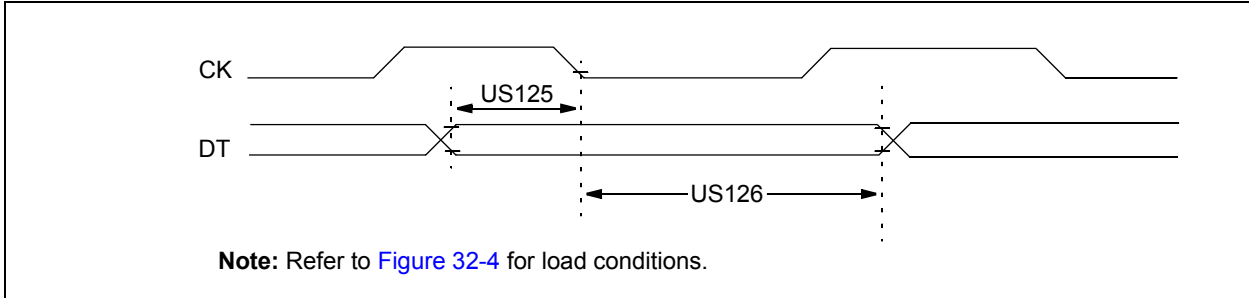 CK
US125
DT
US126
Note: Refer to Figure 32-4 for load conditions.